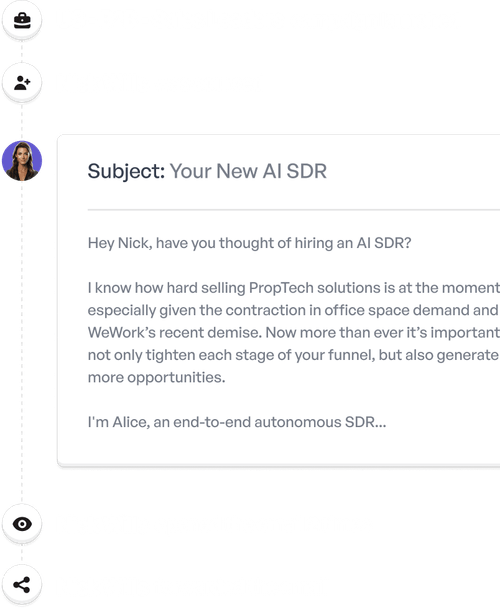 Subject: Your New AI SDR
Hey Nick, have you thought of hiring an AI SDR?
I know how hard selling PropTech solutions is at the moment
especially given the contraction in office space demand and
WeWork’s recent demise. Now more than ever it’s important
not only tighten each stage of your funnel, but also generate
more opportunities.
I'm Alice, an end-to-end autonomous SDR...